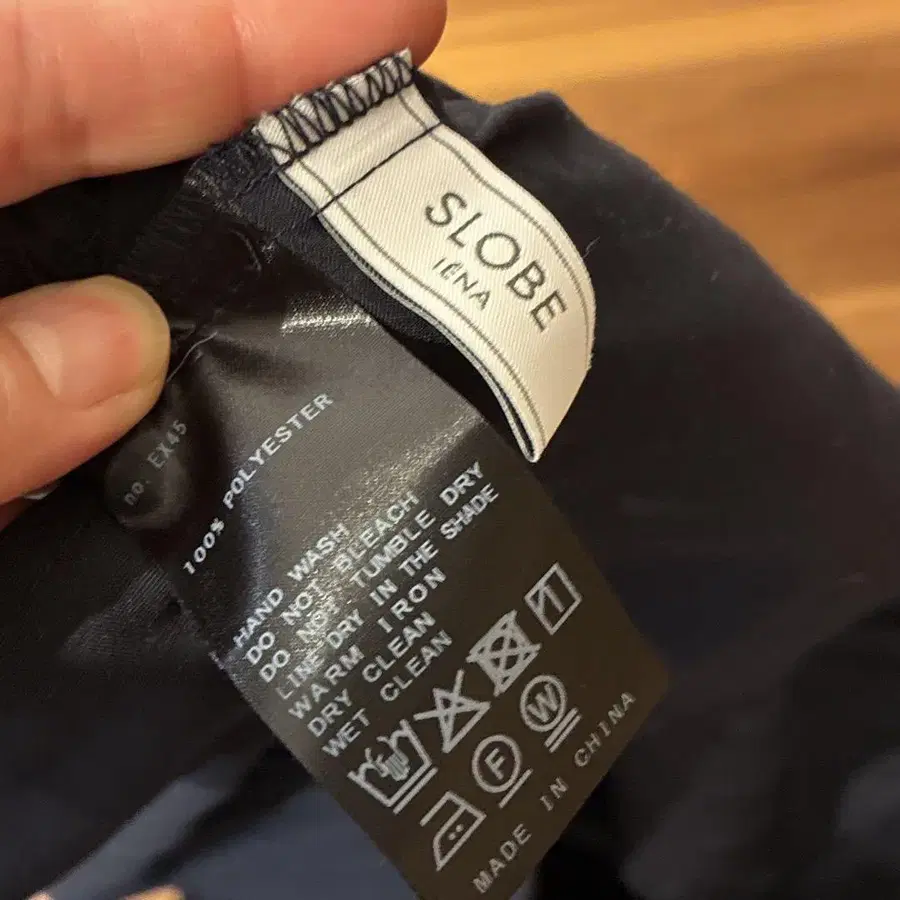 SLOBE
IÉNA
no. EX45
100% POLYESTER
HAND WASH
DO NOT BLEACH
DO NOT TUMBLE DRY
LINE DRY IN THE SHADE
WARM IRON
DRY CLEAN
WET CLEAN
F
W
MADE IN CHINA